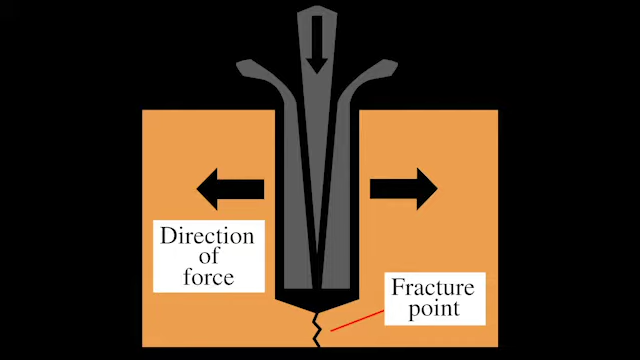 Direction
of
force
Fracture
point